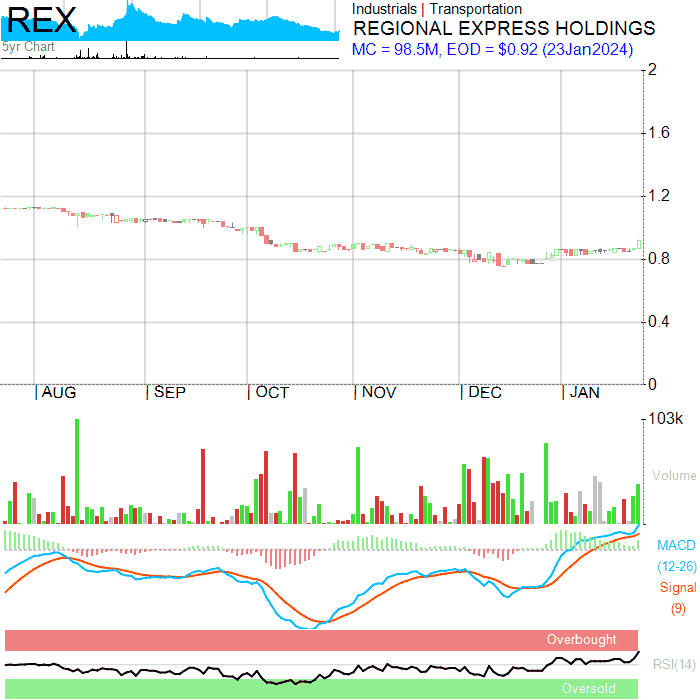 REX
5yr Chart
Industrials | Transportation
REGIONAL EXPRESS HOLDINGS
MC = 98.5M, EOD = $0.92 (23Jan2024)
2
1.6
1.2
0.8
0.4
0
AUG SEP OCT NOV DEC JAN
103k
Volume
MACD
(12-26)
Signal
(9)
Overbought
RSI(14)
Oversold